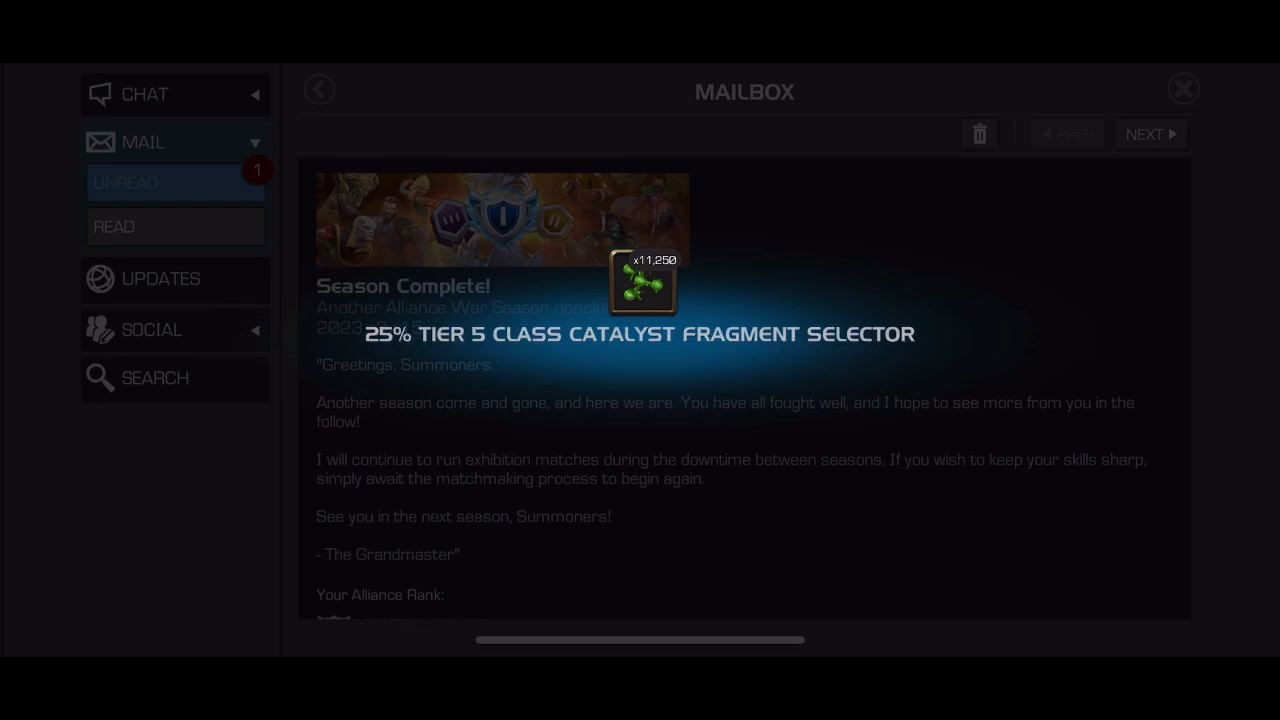 CHAT
MAILBOX
MAIL
PREV
NEXT
UNREAD
1
READ
III
I
II
UPDATES
x11,250
Season Complete!
Another Alliance War Season
SOCIAL
25% TIER 5 CLASS CATALYST FRAGMENT SELECTOR
"Greetings, Summoners.
SEARCH
Another season come and gone, and here we are. You have all fought well, and I hope to see more from you in the
follow!
I will continue to run exhibition matches during the downtime between seasons. If you wish to keep your skills sharp,
simply await the matchmaking process to begin again.
See you in the next season, Summoners!
- The Grandmaster"
Your Alliance Rank: